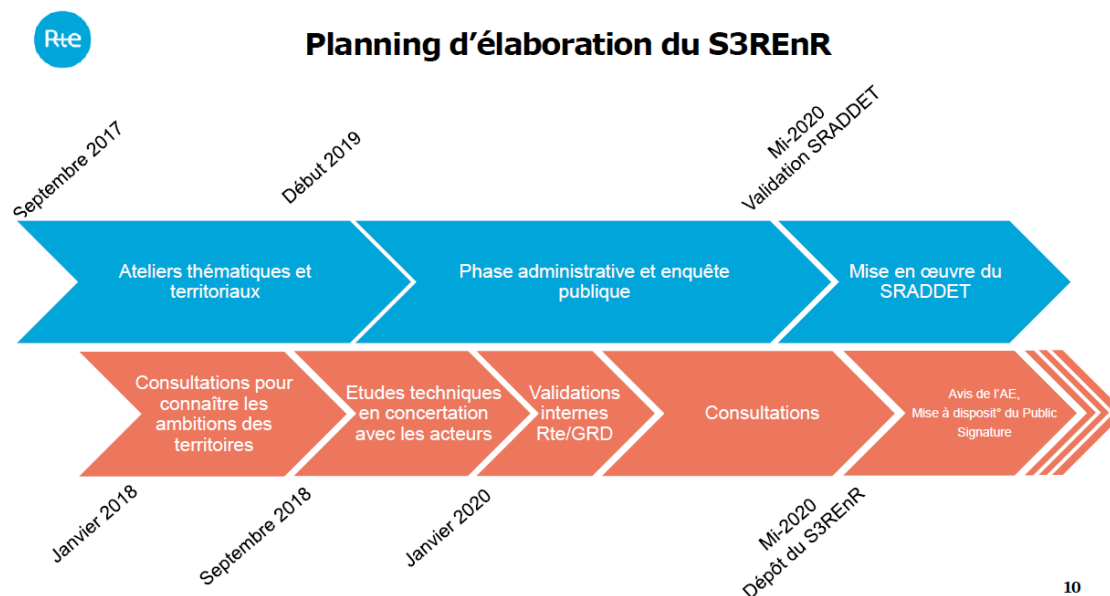 Rte
Planning d’élaboration du S3REnR
Septembre 2017
Début 2019
Mi-2020
Validation SRADDET
Ateliers thématiques et
territoriaux
Phase administrative et enquête
publique
Mise en œuvre du
SRADDET
Consultations pour
connaître les
ambitions des
territoires
Etudes techniques
en concertation
avec les acteurs
Validations
internes
Rte/GRD
Consultations
Avis de l’AE,
Mise à disposit° du Public
Signature
Janvier 2018
Septembre 2018
Janvier 2020
Mi-2020
Dépôt du S3REnR
10